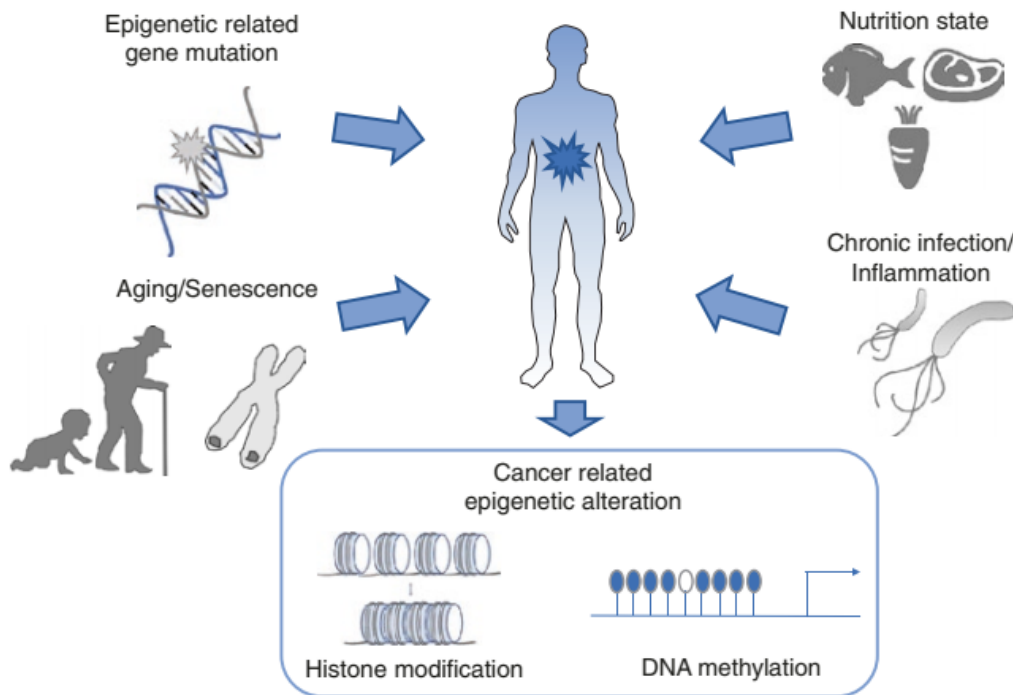 Epigenetic related
gene mutation
Nutrition state
Aging/Senescence
Chronic infection/
Inflammation
Cancer related
epigenetic alteration
Histone modification
DNA methylation